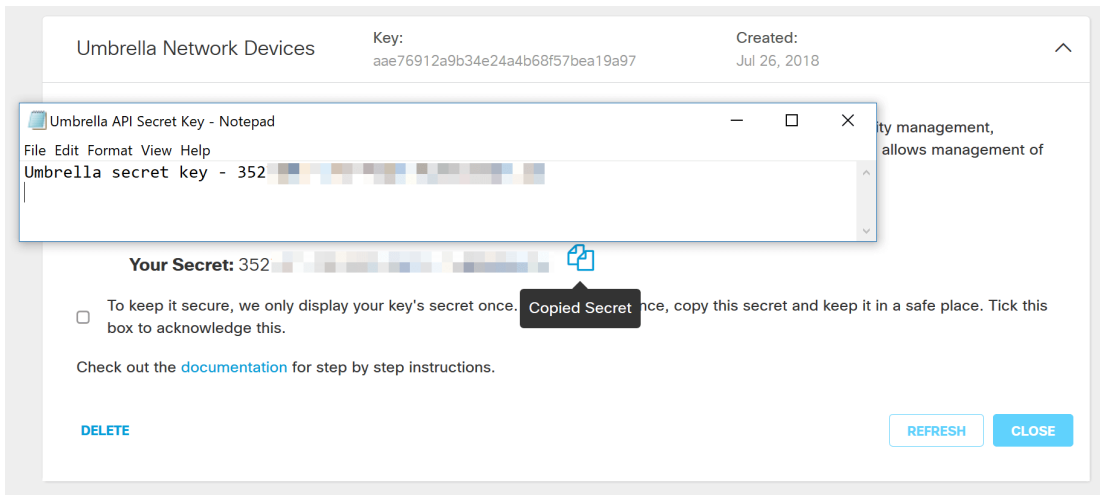 Umbrella Network Devices
Key:
aae76912a9b34e24a4b68f57bea19a97
Created:
Jul 26, 2018
Umbrella API Secret Key - Notepad
File Edit Format View Help
Umbrella secret key - 352
ity management,
allows management of
Your Secret: 352
Copied Secret
To keep it secure, we only display your key's secret once. nce, copy this secret and keep it in a safe place. Tick this
box to acknowledge this.
Check out the documentation for step by step instructions.
DELETE
REFRESH
CLOSE